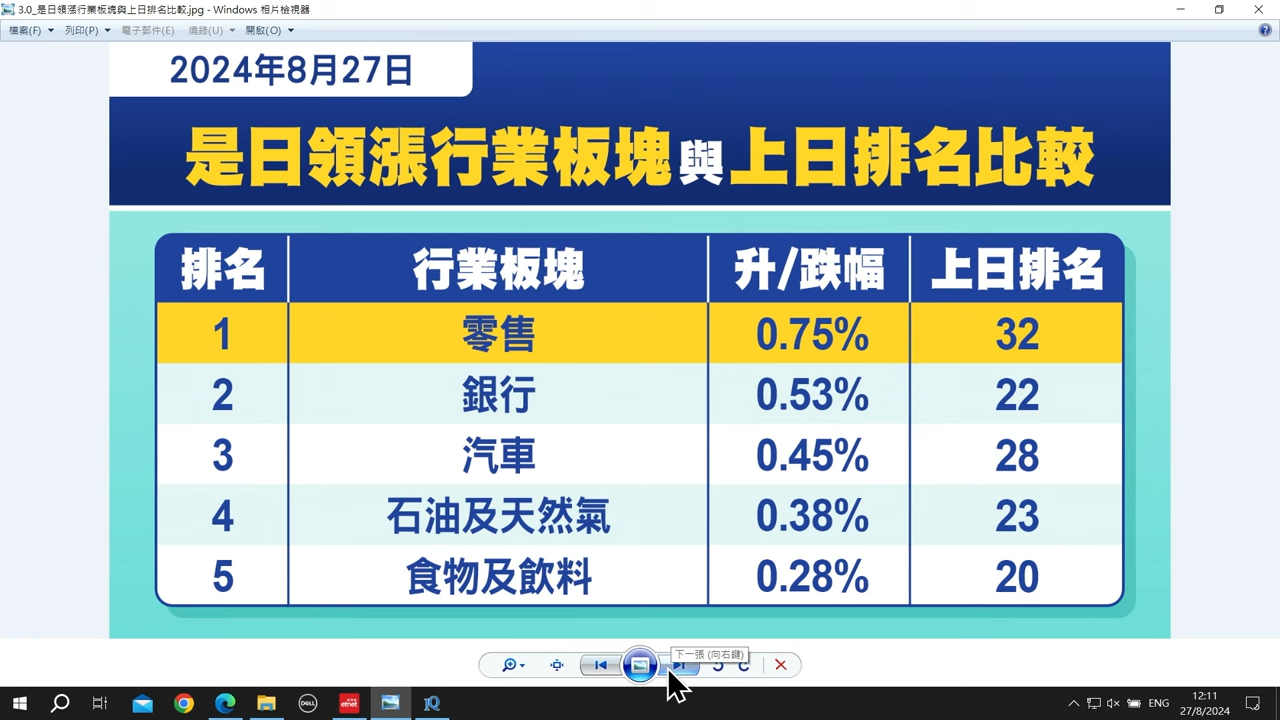 3.0_是日領漲行業板塊與上日排名比較.jpg - Windows 相片檢視器
檔案(F) 列印(P) 電子郵件(E) 燒錄(U) 開啟(O)
2024年8月27日
是日領漲行業板塊與上日排名比較
排名 行業板塊 升/跌幅 上日排名
1 零售 0.75% 32
2 銀行 0.53% 22
3 汽車 0.45% 28
4 石油及天然氣 0.38% 23
5 食物及飲料 0.28% 20
下一張 (向右鍵)
DELL
etnet
IQ
ENG
12:11
27/8/2024